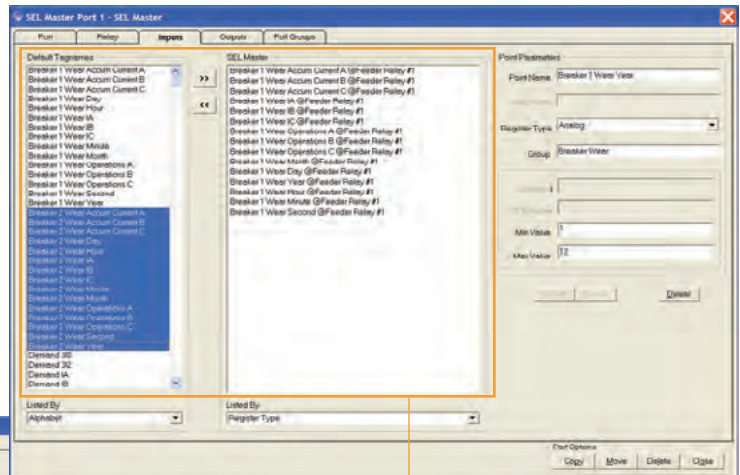 SEL Master Port 1 - SEL Master
Port
Relay
Inputs
Outputs
Poll Groups
Default Tagnames
Breaker 1 Wear Accum Current A
Breaker 1 Wear Accum Current B
Breaker 1 Wear Accum Current C
Breaker 1 Wear Day
Breaker 1 Wear Hour
Breaker 1 Wear IA
Breaker 1 Wear IB
Breaker 1 Wear IC
Breaker 1 Wear Minute
Breaker 1 Wear Month
Breaker 1 Wear Operations A
Breaker 1 Wear Operations B
Breaker 1 Wear Operations C
Breaker 1 Wear Second
Breaker 1 Wear Year
Breaker 2 Wear Accum Current A
Breaker 2 Wear Accum Current B
Breaker 2 Wear Accum Current C
Breaker 2 Wear Day
Breaker 2 Wear Hour
Breaker 2 Wear IA
Breaker 2 Wear IB
Breaker 2 Wear IC
Breaker 2 Wear Minute
Breaker 2 Wear Month
Breaker 2 Wear Operations A
Breaker 2 Wear Operations B
Breaker 2 Wear Operations C
Breaker 2 Wear Second
Breaker 2 Wear Year
Demand 3I0
Demand 3I2
Demand IA
Demand IB
Listed By
Alphabet
>>
<<
SEL Master
Breaker 1 Wear Accum Current A @Feeder Relay #1
Breaker 1 Wear Accum Current B @Feeder Relay #1
Breaker 1 Wear Accum Current C @Feeder Relay #1
Breaker 1 Wear IA @Feeder Relay #1
Breaker 1 Wear IB @Feeder Relay #1
Breaker 1 Wear IC @Feeder Relay #1
Breaker 1 Wear Operations A @Feeder Relay #1
Breaker 1 Wear Operations B @Feeder Relay #1
Breaker 1 Wear Operations C @Feeder Relay #1
Breaker 1 Wear Month @Feeder Relay #1
Breaker 1 Wear Day @Feeder Relay #1
Breaker 1 Wear Year @Feeder Relay #1
Breaker 1 Wear Hour @Feeder Relay #1
Breaker 1 Wear Minute @Feeder Relay #1
Breaker 1 Wear Second @Feeder Relay #1
Listed By
Register Type
Point Parameters
Point Name Breaker 1 Wear Year
Register Type Analog
Group Breaker Wear
Min Value 1
Max Value 12
Delete
Port Options
Copy
Move
Delete
Close